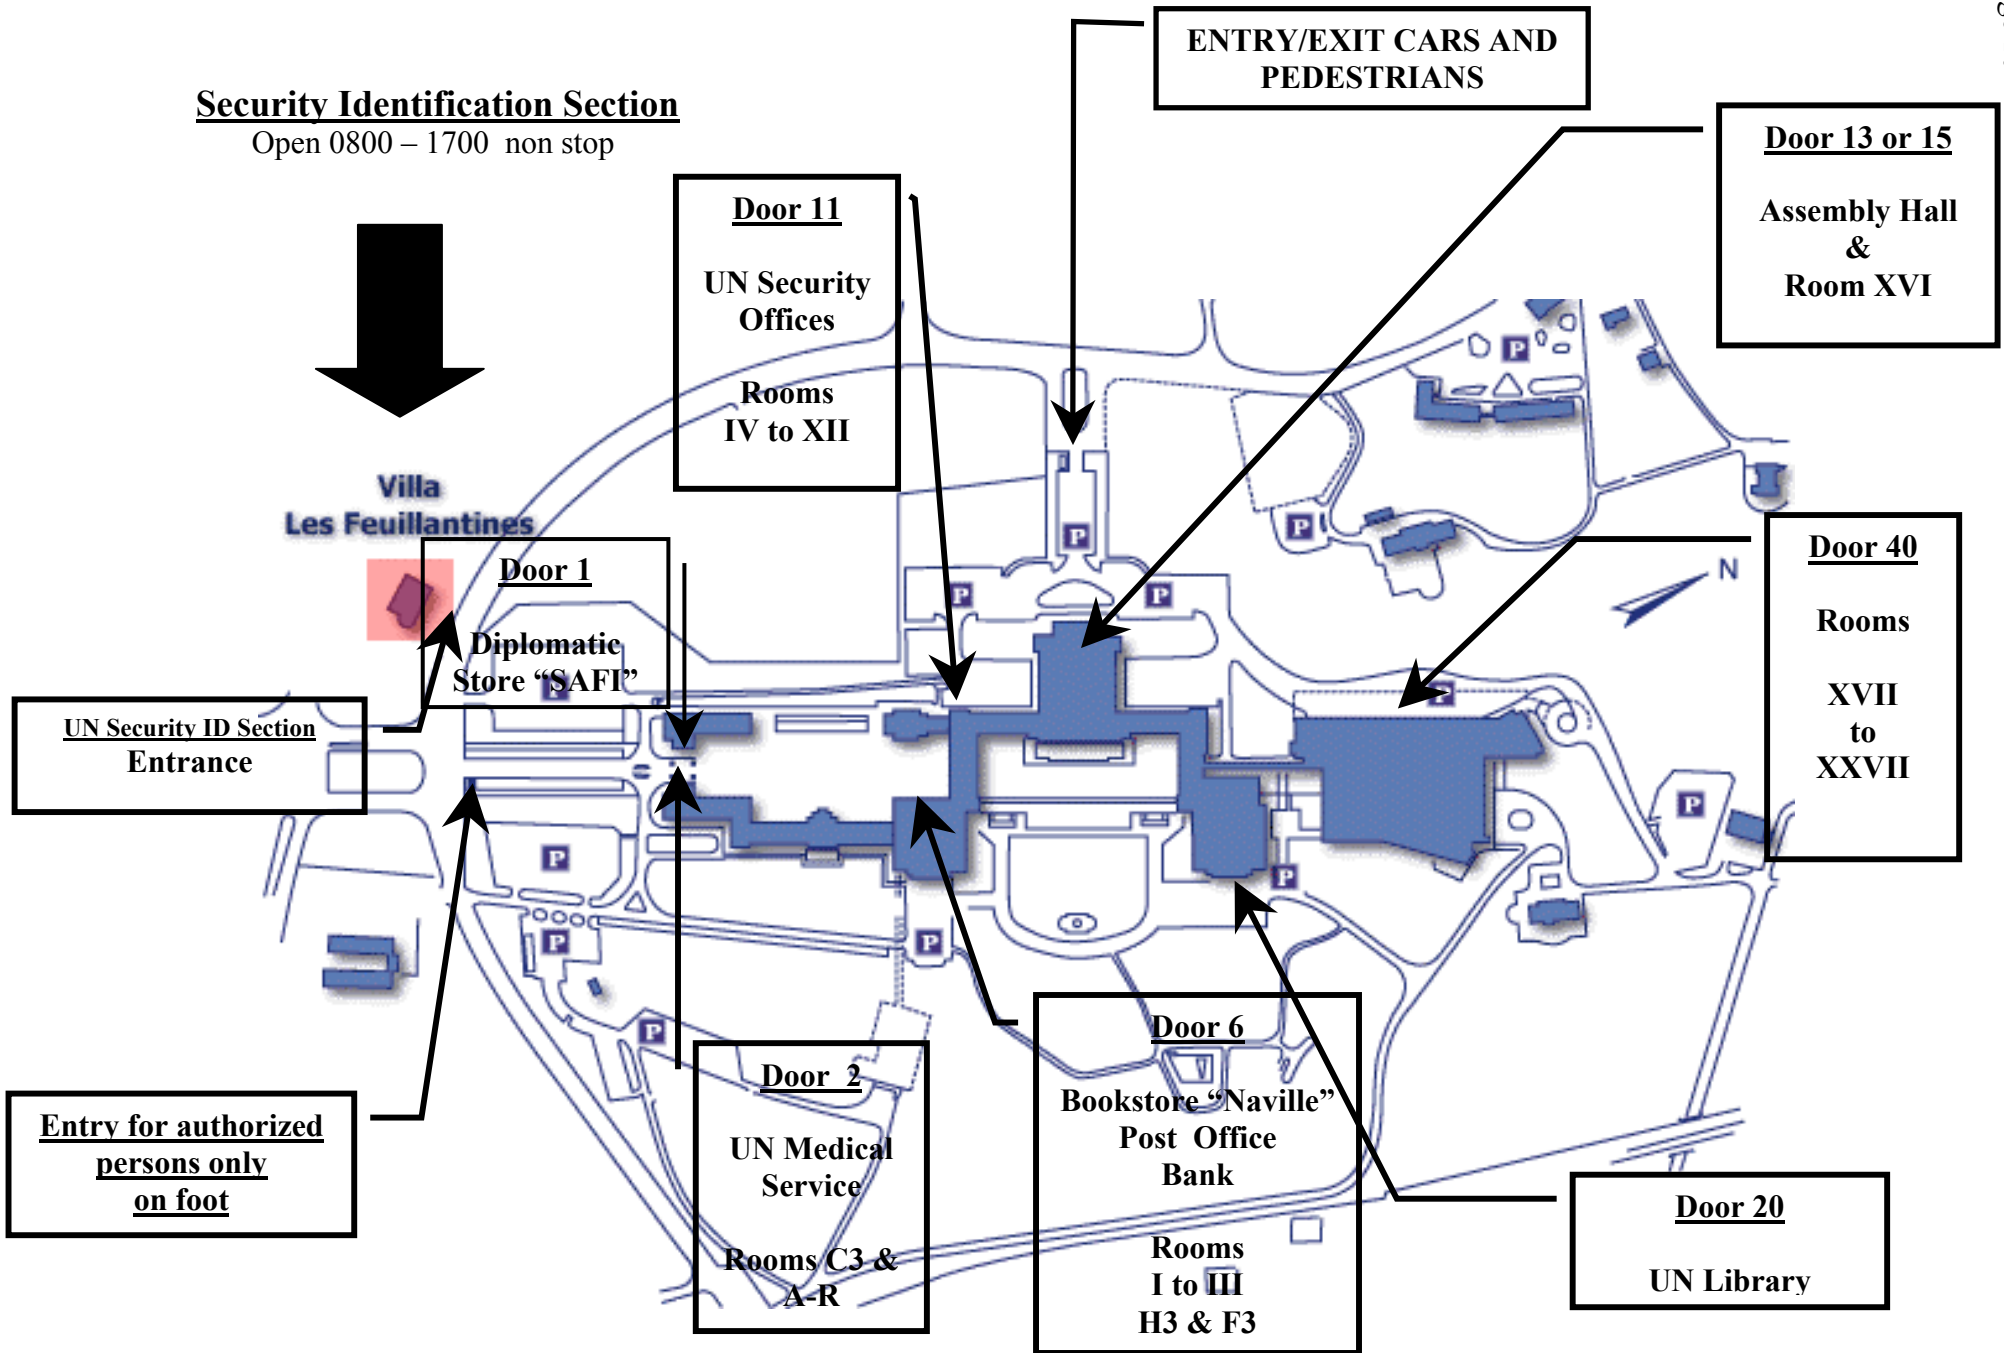 ENTRY/EXIT CARS AND
PEDESTRIANS
Security Identification Section
Open 0800 – 1700 non stop
Door 13 or 15
Assembly Hall
&
Room XVI
Door 11
UN Security
Offices
Rooms
IV to XII
P
Villa
Les Feuillantines
P
P
Door 1
Diplomatic
Store “SAFI”
P
P
P
N
Door 40
Rooms
XVII
to
XXVII
P
UN Security ID Section
Entrance
P
P
P
P
P
P
Door 2
UN Medical
Service
Rooms C3 &
A-R
Door 6
Bookstore “Naville”
Post Office
Bank
Rooms
I to III
H3 & F3
Entry for authorized
persons only
on foot
Door 20
UN Library